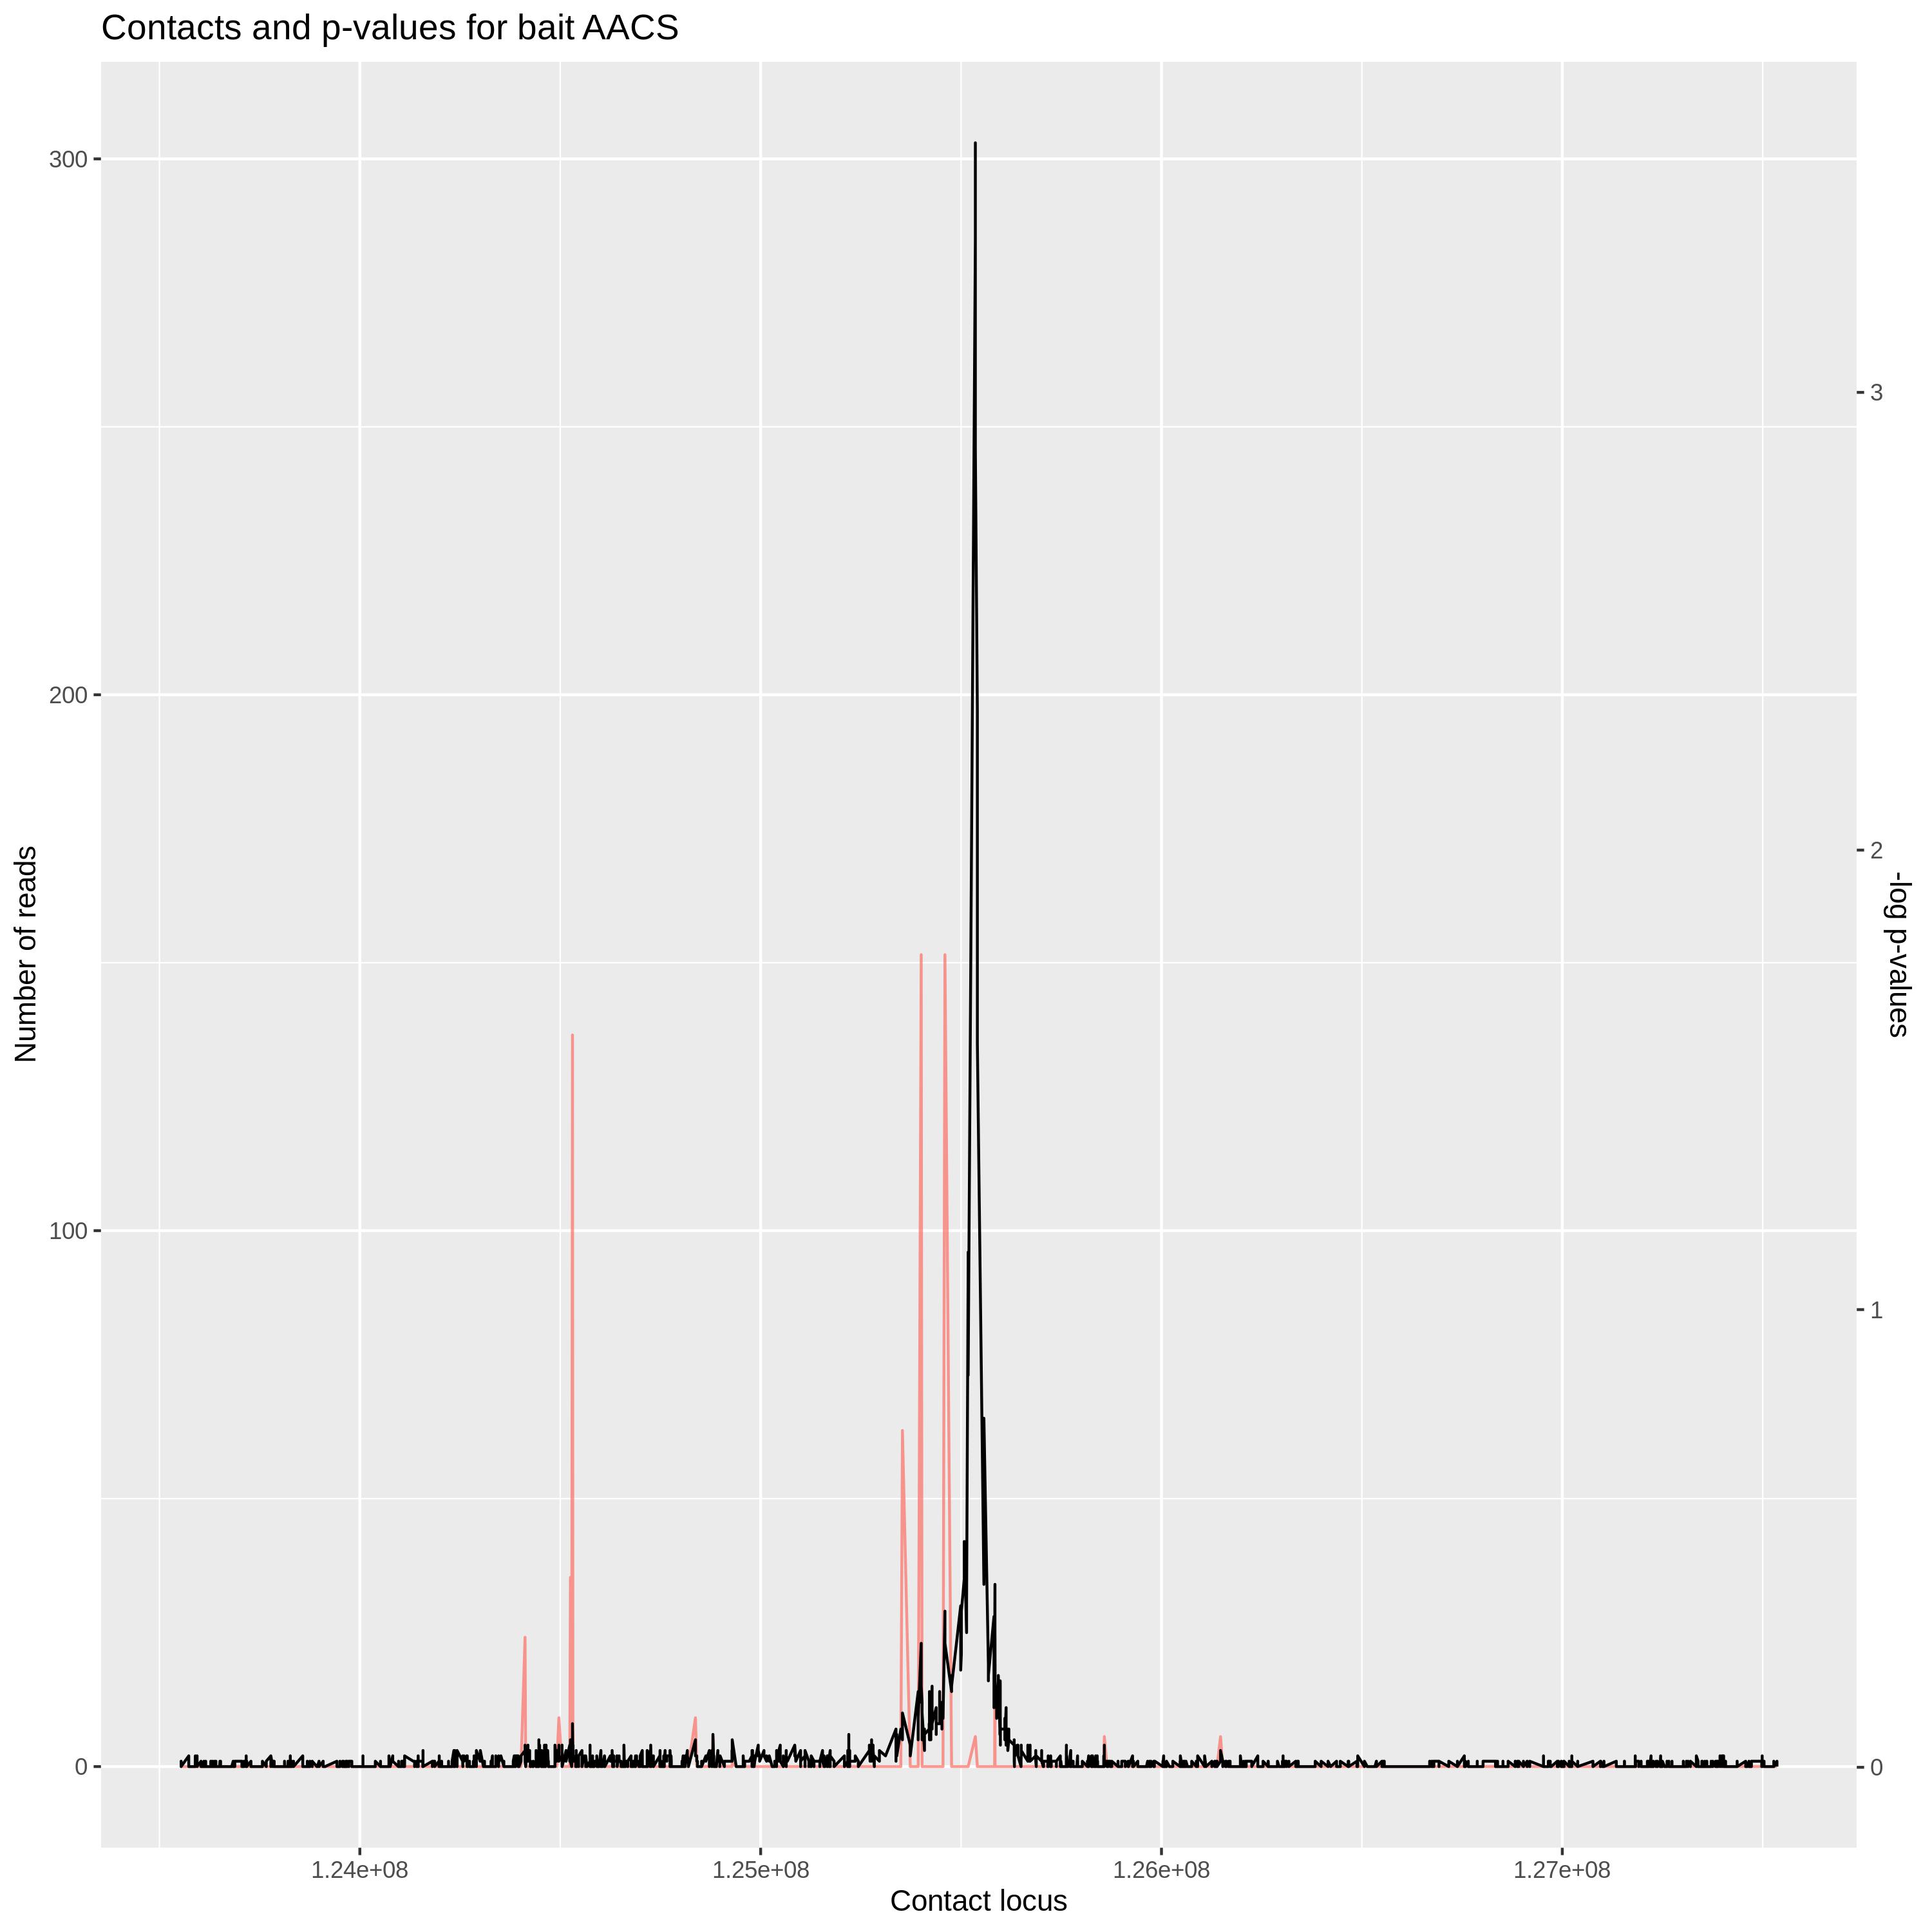 Contacts and p-values for bait AACS
300
200
100
0
Number of reads
3
2
1
0
-log p-values
1.24e+08
1.25e+08
1.26e+08
1.27e+08
Contact locus